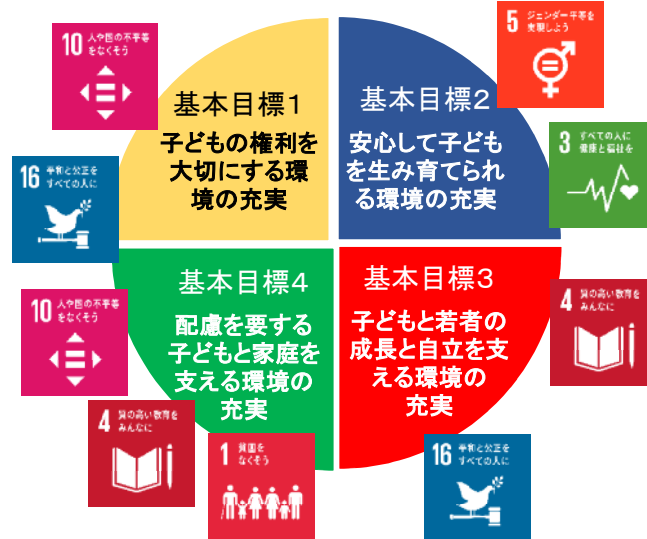 10 人や国の不平等
をなくそう
基本目標1
子どもの権利を
大切にする環
境の充実
16 平和と公正を
すべての人に
5 ジェンダー平等を
実現しよう
基本目標2
安心して子ども
を生み育てられ
る環境の充実
3 すべての人に
健康と福祉を
基本目標4
配慮を要する
子どもと家庭を
支える環境の
充実
10 人や国の不平等
をなくそう
4 質の高い教育を
みんなに
1 貧困を
なくそう
基本目標3
子どもと若者の
成長と自立を支
える環境の
充実
4 質の高い教育を
みんなに
16 平和と公正を
すべての人に